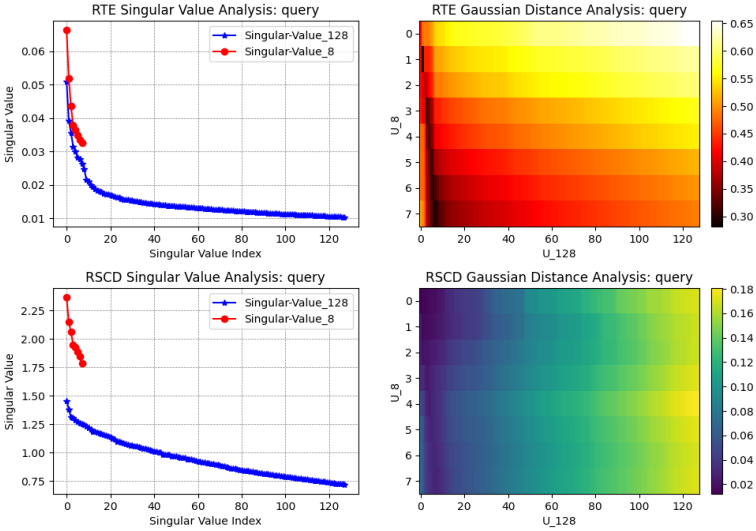 RTE Singular Value Analysis: query
Singular Value
0.06
0.05
0.04
0.03
0.02
0.01
Singular-Value_128
Singular-Value_8
0 20 40 60 80 100 120
Singular Value Index
RTE Gaussian Distance Analysis: query
U_8
0
1
2
3
4
5
6
7
0 20 40 60 80 100 120
U_128
0.65
0.60
0.55
0.50
0.45
0.40
0.35
0.30
RSCD Singular Value Analysis: query
Singular Value
2.25
2.00
1.75
1.50
1.25
1.00
0.75
Singular-Value_128
Singular-Value_8
0 20 40 60 80 100 120
Singular Value Index
RSCD Gaussian Distance Analysis: query
U_8
0
1
2
3
4
5
6
7
0 20 40 60 80 100 120
U_128
0.18
0.16
0.14
0.12
0.10
0.08
0.06
0.04
0.02